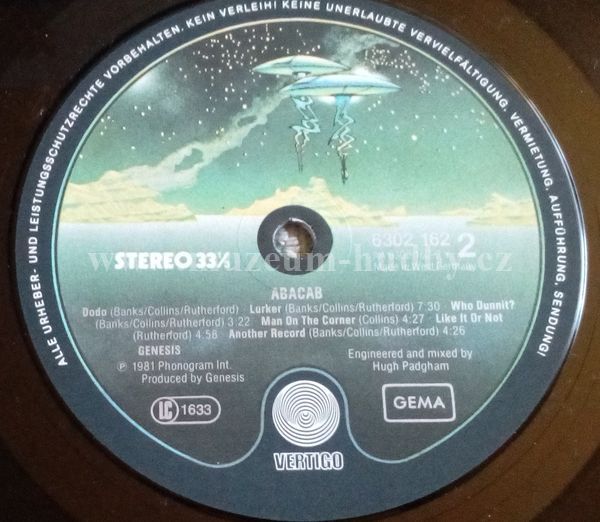 ALLE URHEBER- UND LEISTUNGSSCHUTZRECHTE VORBEHALTEN. KEIN VERLEIH! KEINE UNERLAUBTE VERVIELFÄLTIGUNG, VERMIETUNG, AUFFÜHRUNG, SENDUNG!
STEREO 33⅓
6302 162 2
Made in West Germany
ABACAB
Dodo (Banks/Collins/Rutherford) · Lurker (Banks/Collins/Rutherford) 7:30 · Who Dunnit?
(Banks/Collins/Rutherford) 3:22 · Man On The Corner (Collins) 4:27 · Like It Or Not
(Rutherford) 4:58 · Another Record (Banks/Collins/Rutherford) 4:26
GENESIS
℗ 1981 Phonogram Int.
Produced by Genesis
Engineered and mixed by
Hugh Padgham
LC 1633
GEMA
VERTIGO